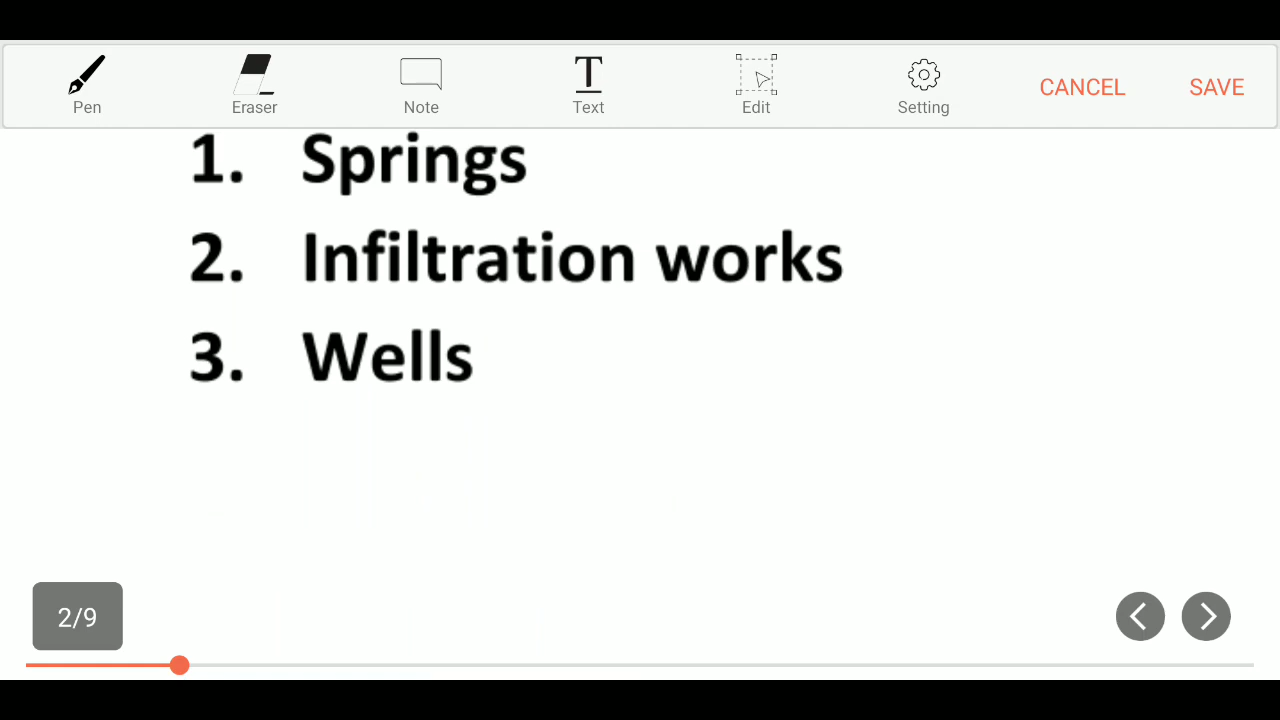 Pen
Eraser
Note
Text
Edit
Setting
CANCEL
SAVE
1. Springs
2. Infiltration works
3. Wells
2/9